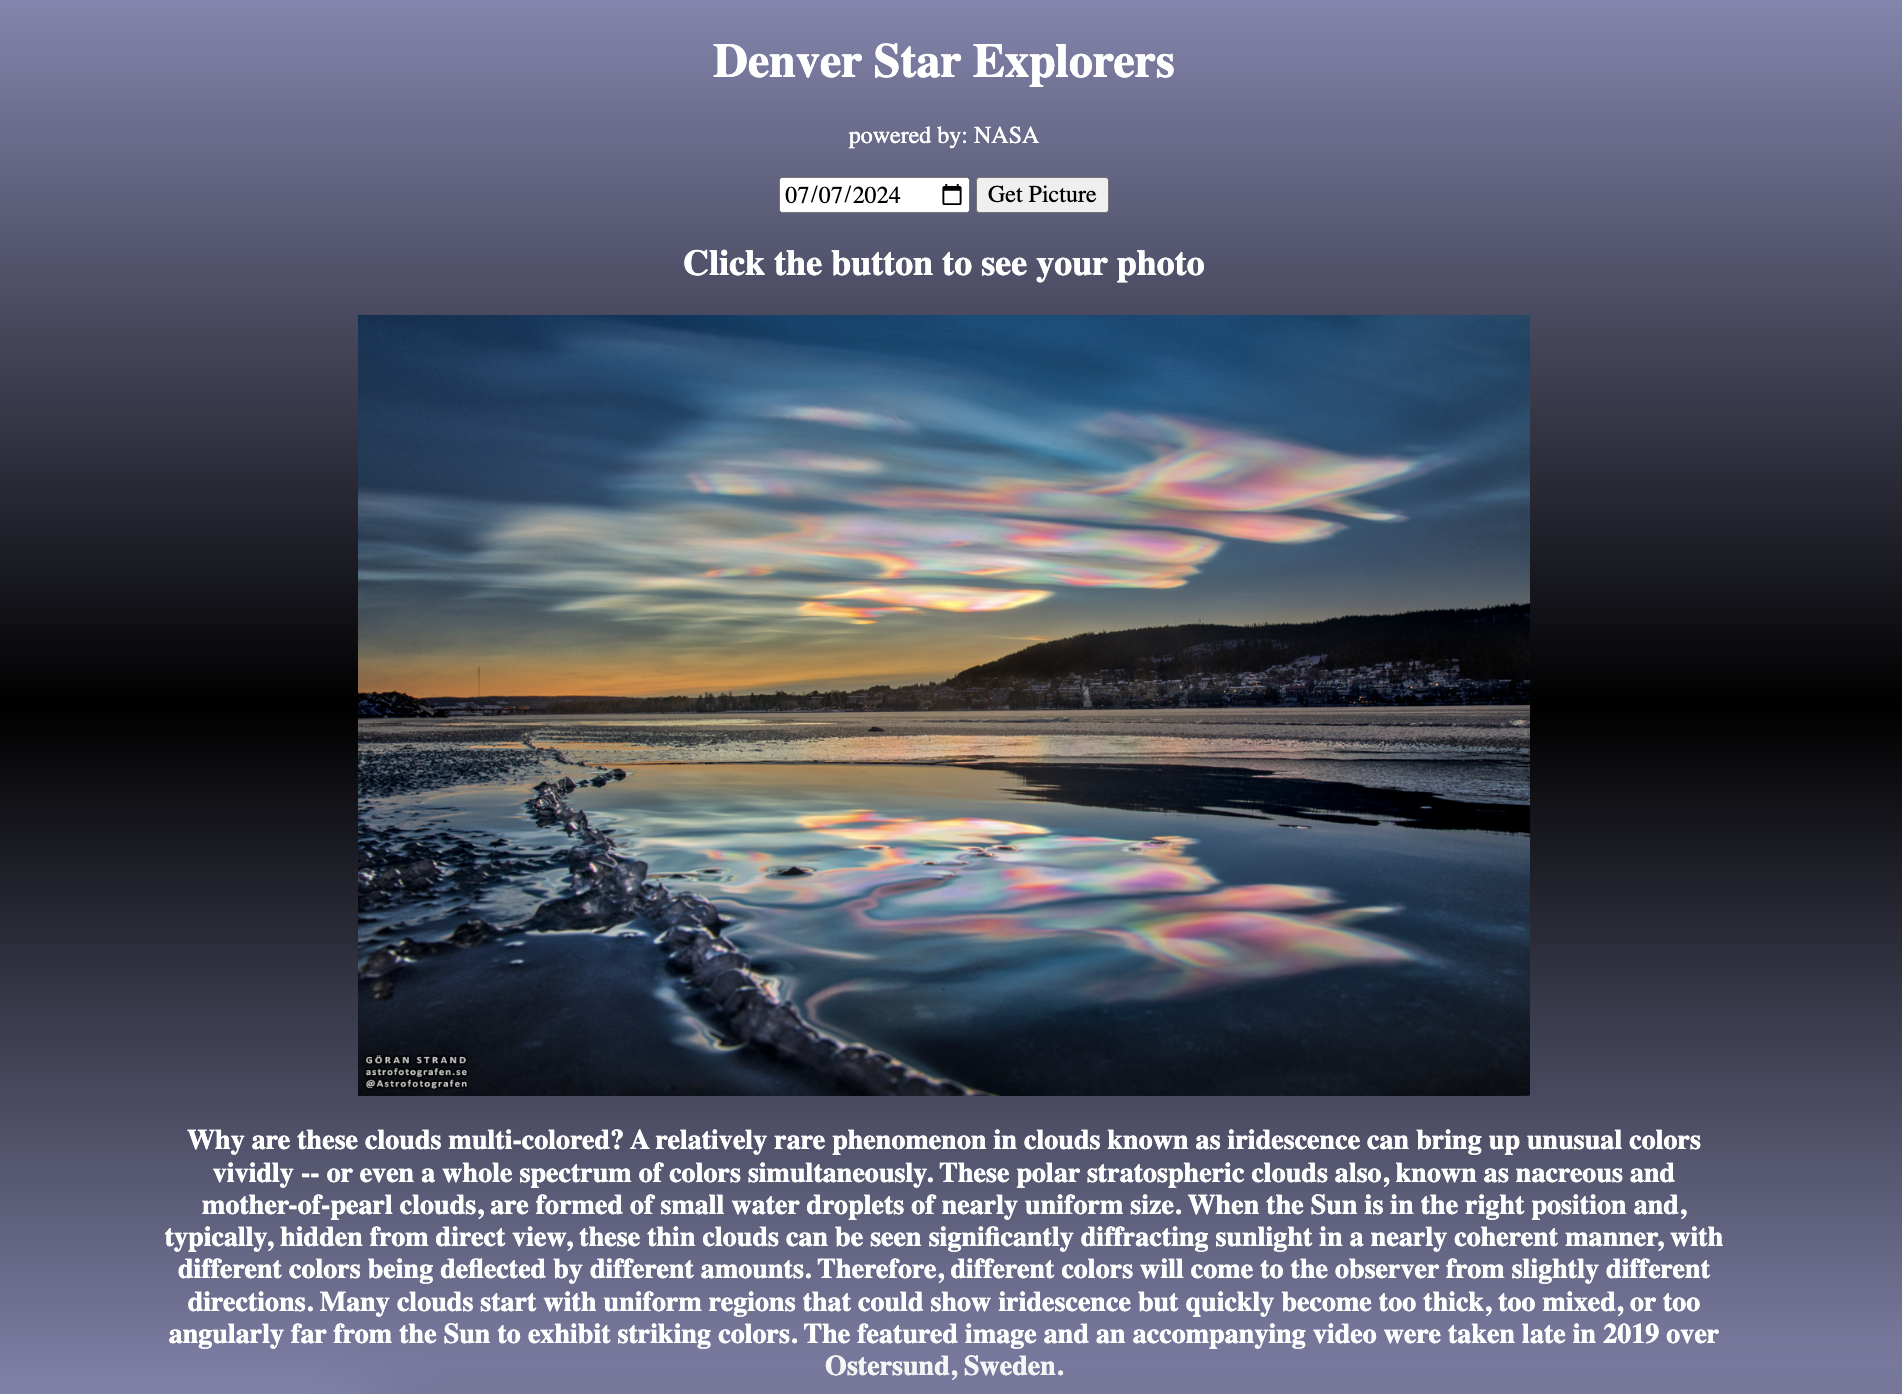 Denver Star Explorers
powered by: NASA
07/07/2024 Get Picture
Click the button to see your photo
GÖRAN STRAND
astrofotografen.se
@Astrofotografen
Why are these clouds multi-colored? A relatively rare phenomenon in clouds known as iridescence can bring up unusual colors
vividly -- or even a whole spectrum of colors simultaneously. These polar stratospheric clouds also, known as nacreous and
mother-of-pearl clouds, are formed of small water droplets of nearly uniform size. When the Sun is in the right position and,
typically, hidden from direct view, these thin clouds can be seen significantly diffracting sunlight in a nearly coherent manner, with
different colors being deflected by different amounts. Therefore, different colors will come to the observer from slightly different
directions. Many clouds start with uniform regions that could show iridescence but quickly become too thick, too mixed, or too
angularly far from the Sun to exhibit striking colors. The featured image and an accompanying video were taken late in 2019 over
Ostersund, Sweden.